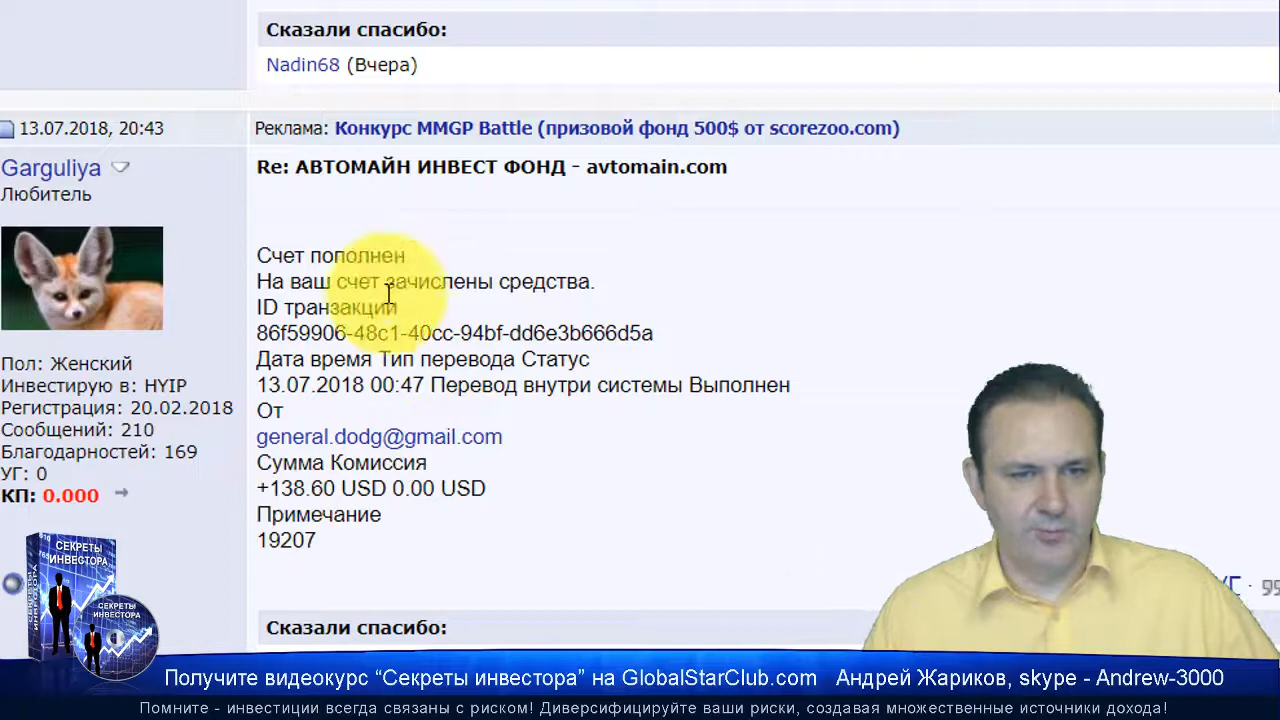 Сказали спасибо:
Nadin68 (Вчера)
13.07.2018, 20:43
Реклама: Конкурс MMGP Battle (призовой фонд 500$ от scorezoo.com)
Garguliya
Любитель
Re: АВТОМАЙН ИНВЕСТ ФОНД - avtomain.com
Счет пополнен
На ваш счет зачислены средства.
ID транзакции
86f59906-48c1-40cc-94bf-dd6e3b666d5a
Дата время Тип перевода Статус
13.07.2018 00:47 Перевод внутри системы Выполнен
От
general.dodg@gmail.com
Сумма Комиссия
+138.60 USD 0.00 USD
Примечание
19207
Пол: Женский
Инвестирую в: HYIP
Регистрация: 20.02.2018
Сообщений: 210
Благодарностей: 169
УГ: 0
КП: 0.000
СЕКРЕТЫ
ИНВЕСТОРА
СЕКРЕТЫ
ИНВЕСТОРА
Сказали спасибо:
Получите видеокурс “Секреты инвестора” на GlobalStarClub.com Андрей Жариков, skype - Andrew-3000
Помните - инвестиции всегда связаны с риском! Диверсифицируйте ваши риски, создавая множественные источники дохода!